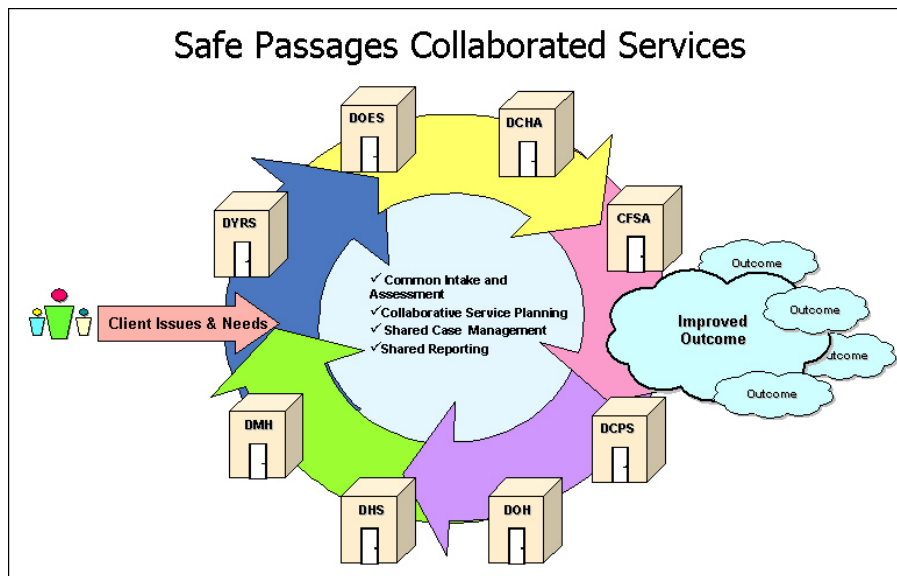 Safe Passages Collaborated Services
DOES
DCHA
DYRS
CFSA
Outcome
Client Issues & Needs
✓ Common Intake and
Assessment
✓Collaborative Service Planning
✓ Shared Case Management
✓Shared Reporting
Improved
Outcome
Outcome
Outcome
DMH
DCPS
DHS
DOH